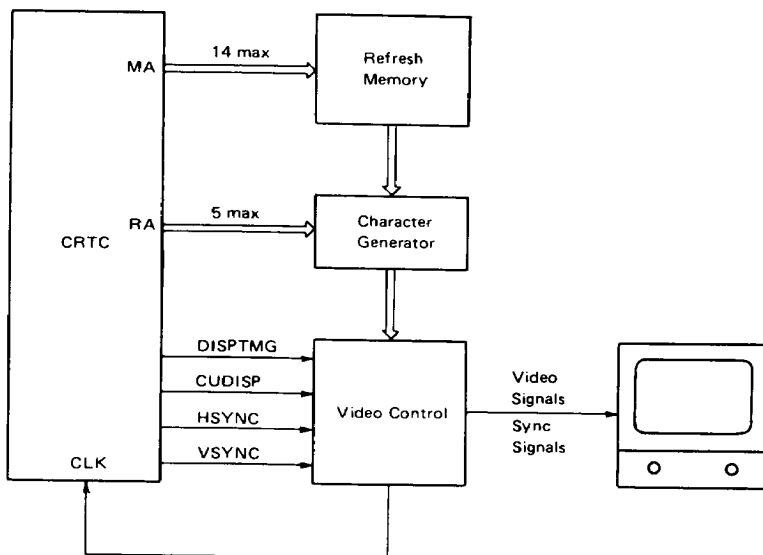 MA
14 max
Refresh
Memory
CRTC
RA
5 max
Character
Generator
DISPTMG
CUDISP
HSYNC
VSYNC
CLK
Video Control
Video
Signals
Sync
Signals